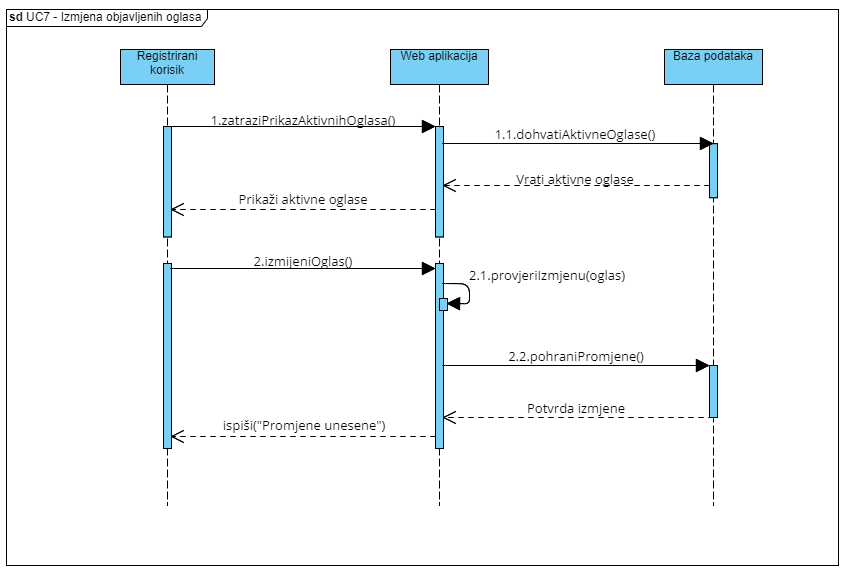 sd UC7 - Izmjena objavljenih oglasa
Registrirani
korisik
Web aplikacija
Baza podataka
1.zatraziPrikazAktivnihOglasa()
1.1.dohvatiAktivneOglase()
Vrati aktivne oglase
Prikaži aktivne oglase
2.izmijeniOglas()
2.1.provjeriIzmjenu(oglas)
2.2.pohraniPromjene()
Potvrda izmjene
ispiši("Promjene unesene")